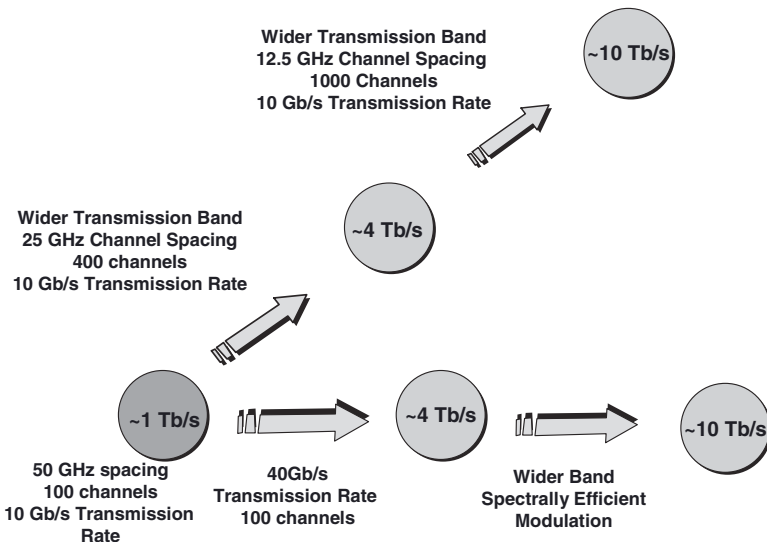 Wider Transmission Band
12.5 GHz Channel Spacing
1000 Channels
10 Gb/s Transmission Rate
~10 Tb/s
Wider Transmission Band
25 GHz Channel Spacing
400 channels
10 Gb/s Transmission Rate
~4 Tb/s
~1 Tb/s
50 GHz spacing
100 channels
10 Gb/s Transmission
Rate
40Gb/s
Transmission Rate
100 channels
~4 Tb/s
Wider Band
Spectrally Efficient
Modulation
~10 Tb/s